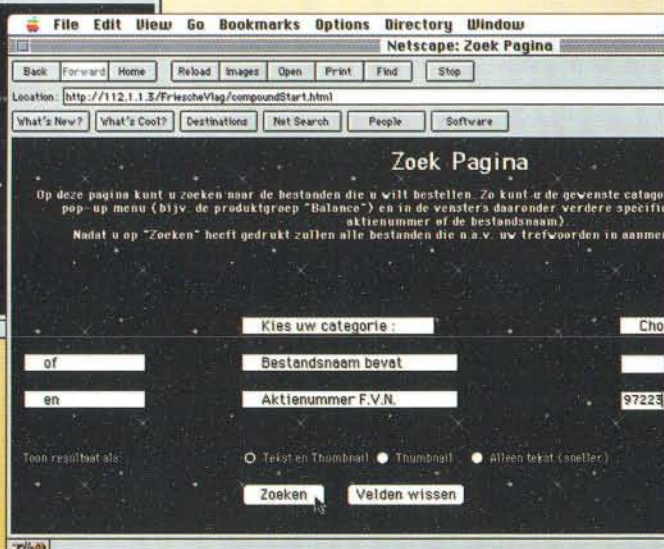 File Edit View Go Bookmarks Options Directory Window
Netscape: Zoek Pagina
Back Forward Home Reload Images Open Print Find Stop
Location: http://112.1.1.3/FriescheVlag/compoundStart.html
What's New? What's Cool? Destinations Net Search People Software
Zoek Pagina
Op deze pagina kunt u zoeken naar de bestanden die u wilt bestellen. Zo kunt u de gewenste catago
pop-up menu (bijv. de produktgroep "Balance") en in de vensters daaronder verdere specifi
aktienummer of de bestandsnaam).
Nadat u op "Zoeken" heeft gedrukt zullen alle bestanden die n.a.v. uw trefwoorden in aanmer
Kies uw categorie : Cho
of Bestandsnaam bevat
en Aktienummer F.V.N. 97223
Toon resultaat als: Tekst en Thumbnail Thumbnail Alleen tekst (sneller)
Zoeken Velden wissen